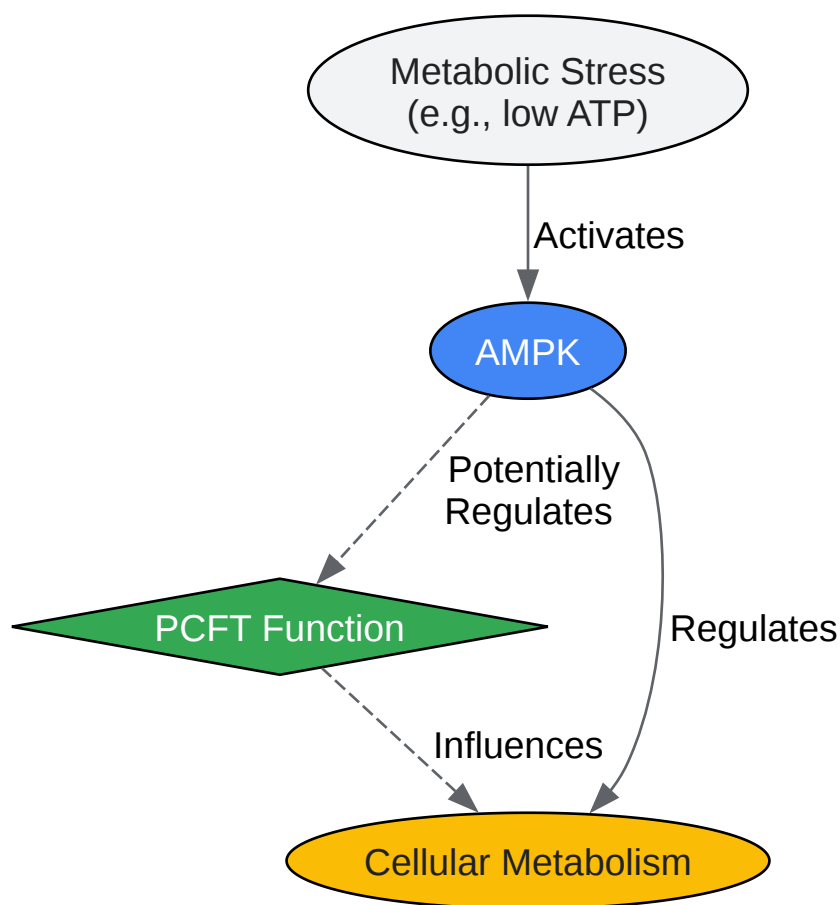 Metabolic Stress
(e.g., low ATP)
Activates
AMPK
Potentially
Regulates
PCFT Function
Regulates
Influences
Cellular Metabolism